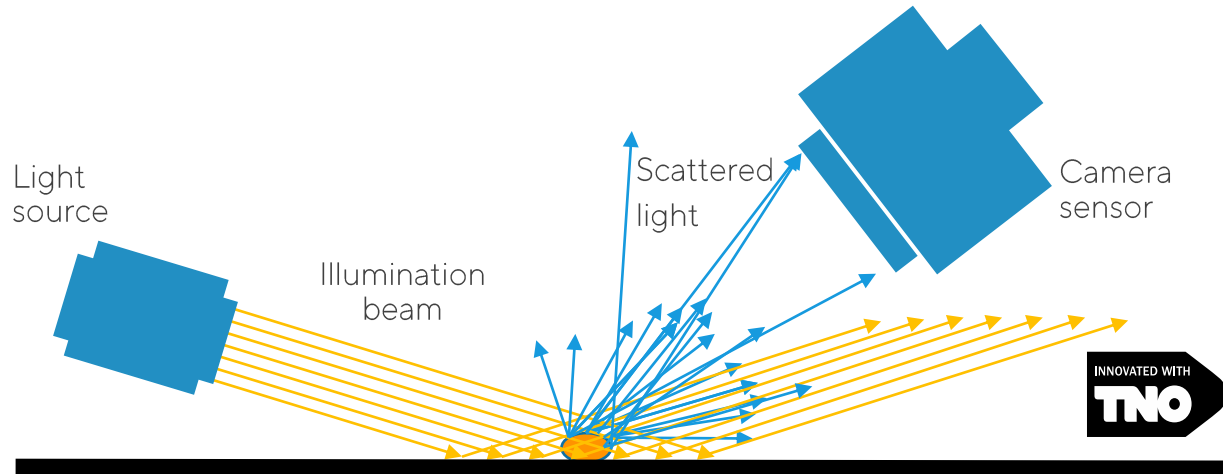 Light
source
Illumination
beam
Scattered
light
Camera
sensor
INNOVATED WITH
TNO